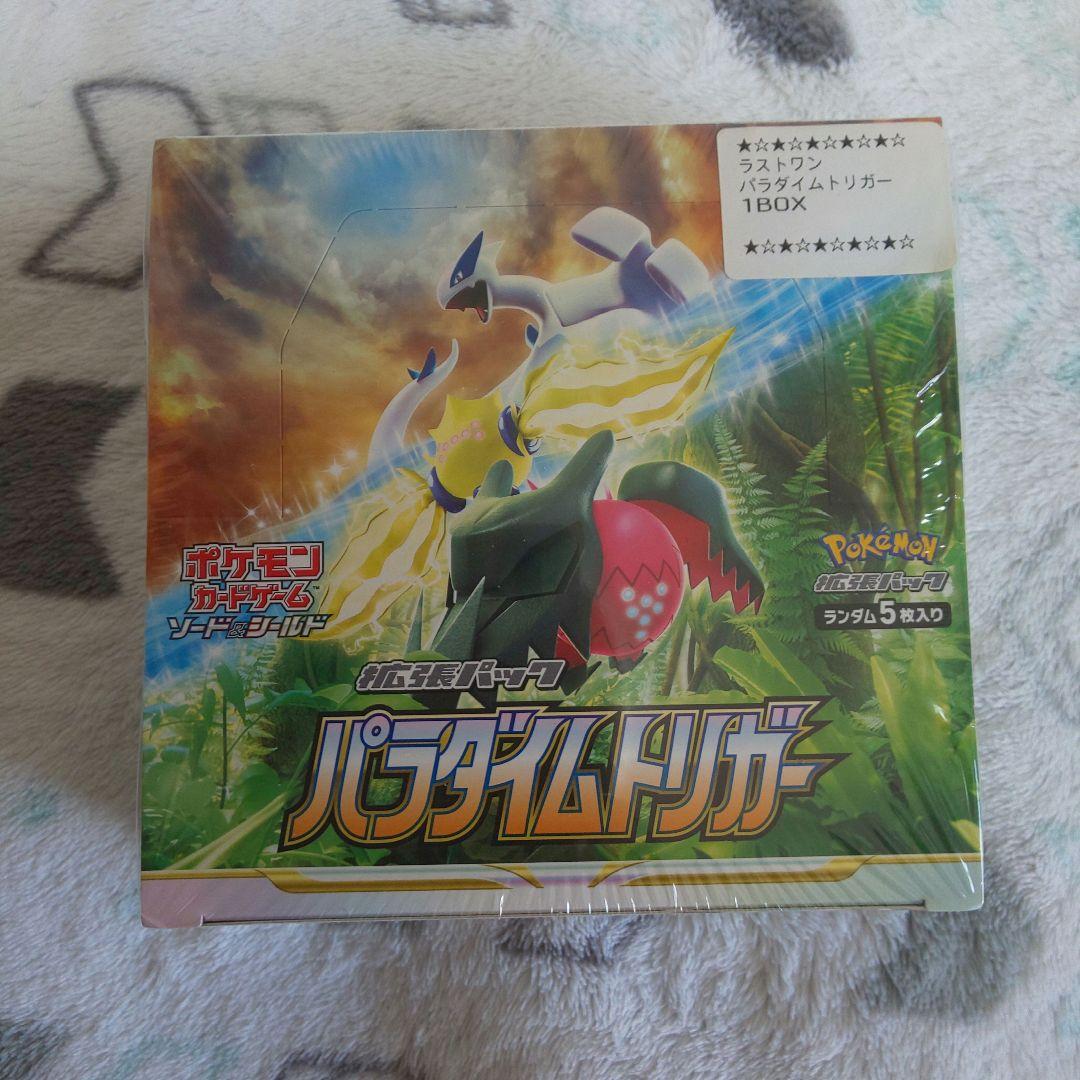 ★☆★☆★☆★☆★☆
ラストワン
パラダイムトリガー
1BOX
★☆★☆★☆★☆★☆
ポケモン
カードゲーム™
ソード&シールド
Pokémon
拡張パック
ランダム5枚入り
拡張パック
パラダイムトリガー